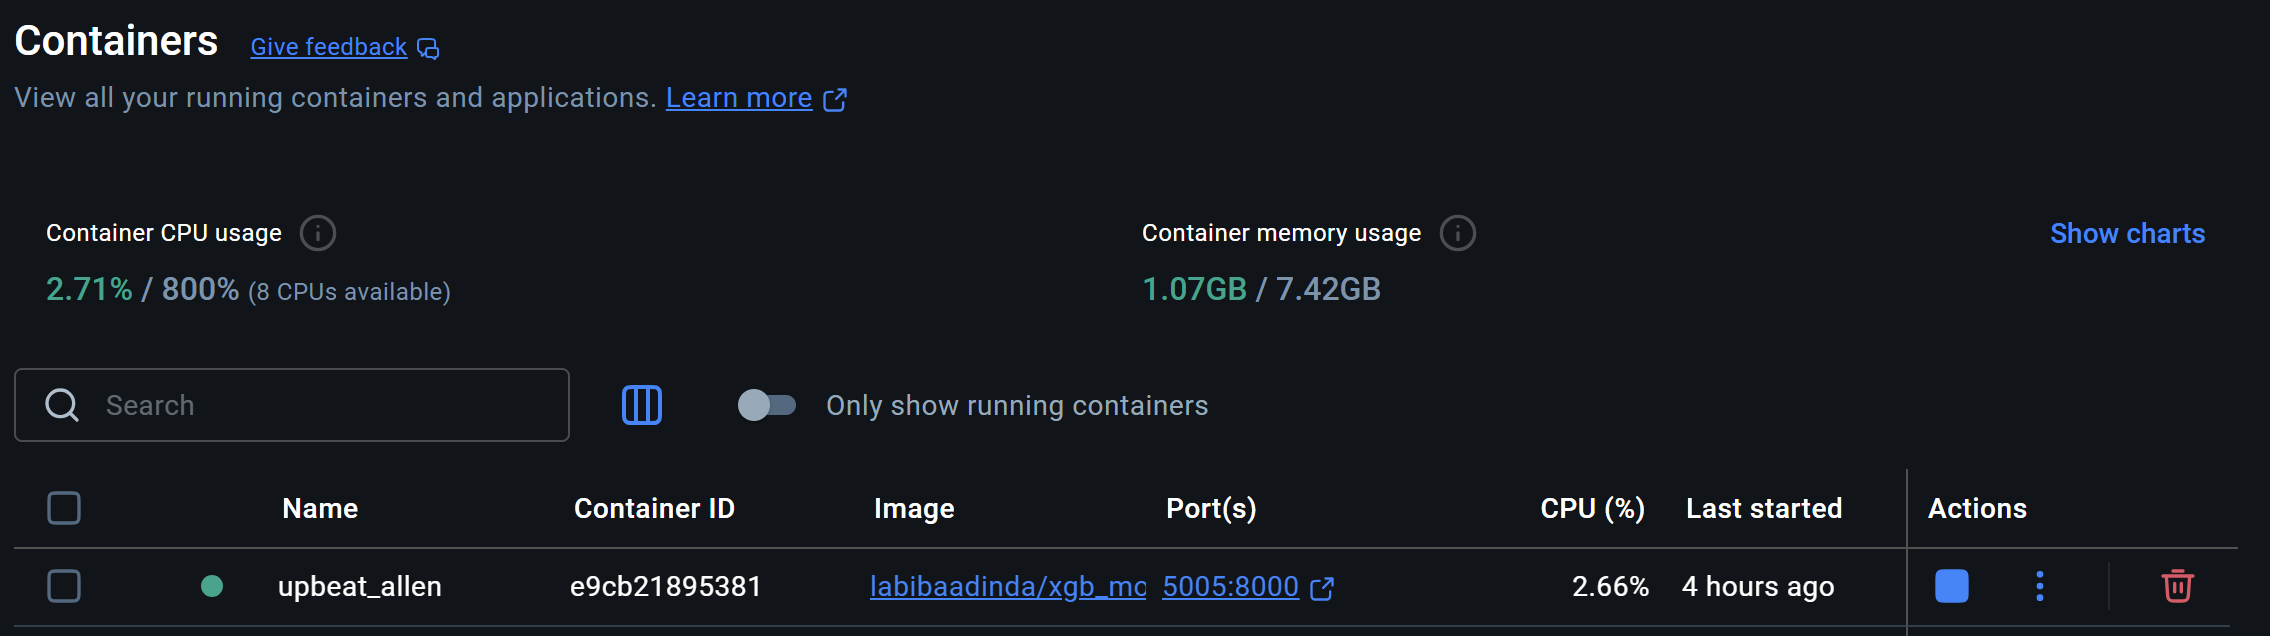 Containers Give feedback
View all your running containers and applications. Learn more
Container CPU usage Container memory usage Show charts
2.71% / 800% (8 CPUs available) 1.07GB / 7.42GB
Search Only show running containers
Name Container ID Image Port(s) CPU (%) Last started Actions
upbeat_allen e9cb21895381 labibaadinda/xgb_mo 5005:8000 2.66% 4 hours ago